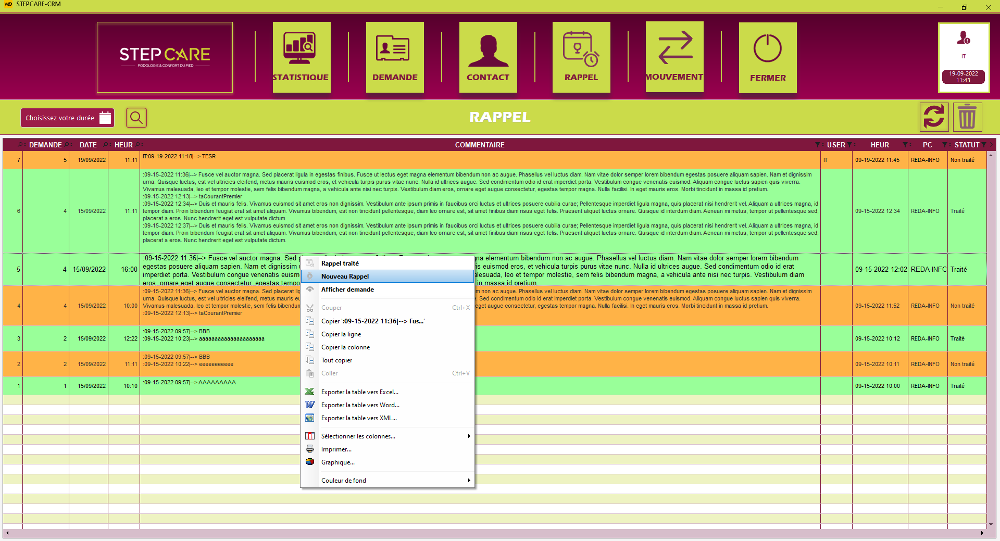 STEPCARE-CRM
STEP CARE
PODOLOGIE & CONFORT DU PIED
STATISTIQUE
DEMANDE
CONTACT
RAPPEL
MOUVEMENT
FERMER
IT
19-09-2022
11:43
Choisissez votre durée
RAPPEL
DEMANDE DATE HEUR COMMENTAIRE USER HEUR PC STATUT
7 5 19/09/2022 11:11 IT:09-19-2022 11:18|--> TESR IT 09-19-2022 11:45 REDA-INFO Non traité
:09-15-2022 11:36|--> Fusce vel auctor magna. Sed placerat ligula in egestas finibus. Fusce ut lectus eget magna elementum bibendum non ac augue. Phasellus vel luctus diam. Nam vitae dolor semper lorem bibendum egestas posuere aliquam sapien. Nam et dignissim
urna. Quisque luctus, est vel ultricies eleifend, metus mauris euismod eros, et vehicula turpis purus vitae nunc. Nulla id ultrices augue. Sed condimentum odio id erat imperdiet porta. Vestibulum congue venenatis euismod. Aliquam congue luctus sapien quis viverra.
Vivamus malesuada, leo et tempor molestie, sem felis bibendum magna, a vehicula ante nisi nec turpis. Vestibulum diam eros, ornare eget augue consectetur, egestas tempor magna. Nulla facilisi. In eget mauris eros. Morbi tincidunt in massa id pretium.
:09-15-2022 12:13|--> taCourantPremier
:09-15-2022 12:34|--> Duis et mauris felis. Vivamus euismod sit amet eros non dignissim. Vestibulum ante ipsum primis in faucibus orci luctus et ultrices posuere cubilia curae; Pellentesque imperdiet ligula magna, quis placerat nisi hendrerit vel. Aliquam a ultrices magna, id
6 4 15/09/2022 11:11 tempor diam. Proin bibendum feugiat erat sit amet aliquam. Vivamus bibendum, est non tincidunt pellentesque, diam leo ornare est, sit amet finibus diam risus eget felis. Praesent aliquet luctus ornare. Quisque id interdum diam. Aenean mi metus, tempor ut pellentesque sed, 09-15-2022 12:34 REDA-INFO Traité
placerat a eros. Nunc hendrerit eget est vulputate dictum.
:09-15-2022 12:37|--> Duis et mauris felis. Vivamus euismod sit amet eros non dignissim. Vestibulum ante ipsum primis in faucibus orci luctus et ultrices posuere cubilia curae; Pellentesque imperdiet ligula magna, quis placerat nisi hendrerit vel. Aliquam a ultrices magna, id
tempor diam. Proin bibendum feugiat erat sit amet aliquam. Vivamus bibendum, est non tincidunt pellentesque, diam leo ornare est, sit amet finibus diam risus eget felis. Praesent aliquet luctus ornare. Quisque id interdum diam. Aenean mi metus, tempor ut pellentesque sed,
placerat a eros. Nunc hendrerit eget est vulputate dictum.
:09-15-2022 11:36|--> Fusce vel auctor magna. Sed elementum bibendum non ac augue. Phasellus vel luctus diam. Nam vitae dolor semper lorem bibendum
5 4 15/09/2022 16:00 egestas posuere aliquam sapien. Nam et dignissim euismod eros, et vehicula turpis purus vitae nunc. Nulla id ultrices augue. Sed condimentum odio id erat 09-15-2022 12:02 REDA-INFO Traité
imperdiet porta. Vestibulum congue venenatis leo et tempor molestie, sem felis bibendum magna, a vehicula ante nisi nec turpis. Vestibulum diam
eros, ornare eget augue consectetur, egestas in massa id pretium.
:09-15-2022 11:36|--> Fusce vel auctor magna. Sed placerat non ac augue. Phasellus vel luctus diam. Nam vitae dolor semper lorem bibendum egestas posuere aliquam sapien. Nam et dignissim
urna. Quisque luctus, est vel ultricies eleifend, metus mauris Sed condimentum odio id erat imperdiet porta. Vestibulum congue venenatis euismod. Aliquam congue luctus sapien quis viverra.
4 4 15/09/2022 10:00 Vivamus malesuada, leo et tempor molestie, sem felis bibendum eget augue consectetur, egestas tempor magna. Nulla facilisi. In eget mauris eros. Morbi tincidunt in massa id pretium. 09-15-2022 11:52 REDA-INFO Non traité
:09-15-2022 12:13|--> taCourantPremier
:09-15-2022 09:57|--> BBB
3 2 15/09/2022 12:22 :09-15-2022 10:23|--> aaaaaaaaaaaaaaaaaaaaa 09-15-2022 10:12 REDA-INFO Traité
:09-15-2022 09:57|--> BBB
2 2 15/09/2022 11:11 :09-15-2022 10:22|--> eeeeeeeeeee 09-15-2022 10:11 REDA-INFO Non traité
1 1 15/09/2022 10:10 :09-15-2022 09:57|--> AAAAAAAAA 09-15-2022 10:00 REDA-INFO Traité
Rappel traité
Nouveau Rappel
Afficher demande
Couper Ctrl+X
Copier ':09-15-2022 11:36|--> Fus...'
Copier la ligne
Copier la colonne
Tout copier
Coller Ctrl+V
Exporter la table vers Excel...
Exporter la table vers Word...
Exporter la table vers XML...
Sélectionner les colonnes...
Imprimer...
Graphique...
Couleur de fond